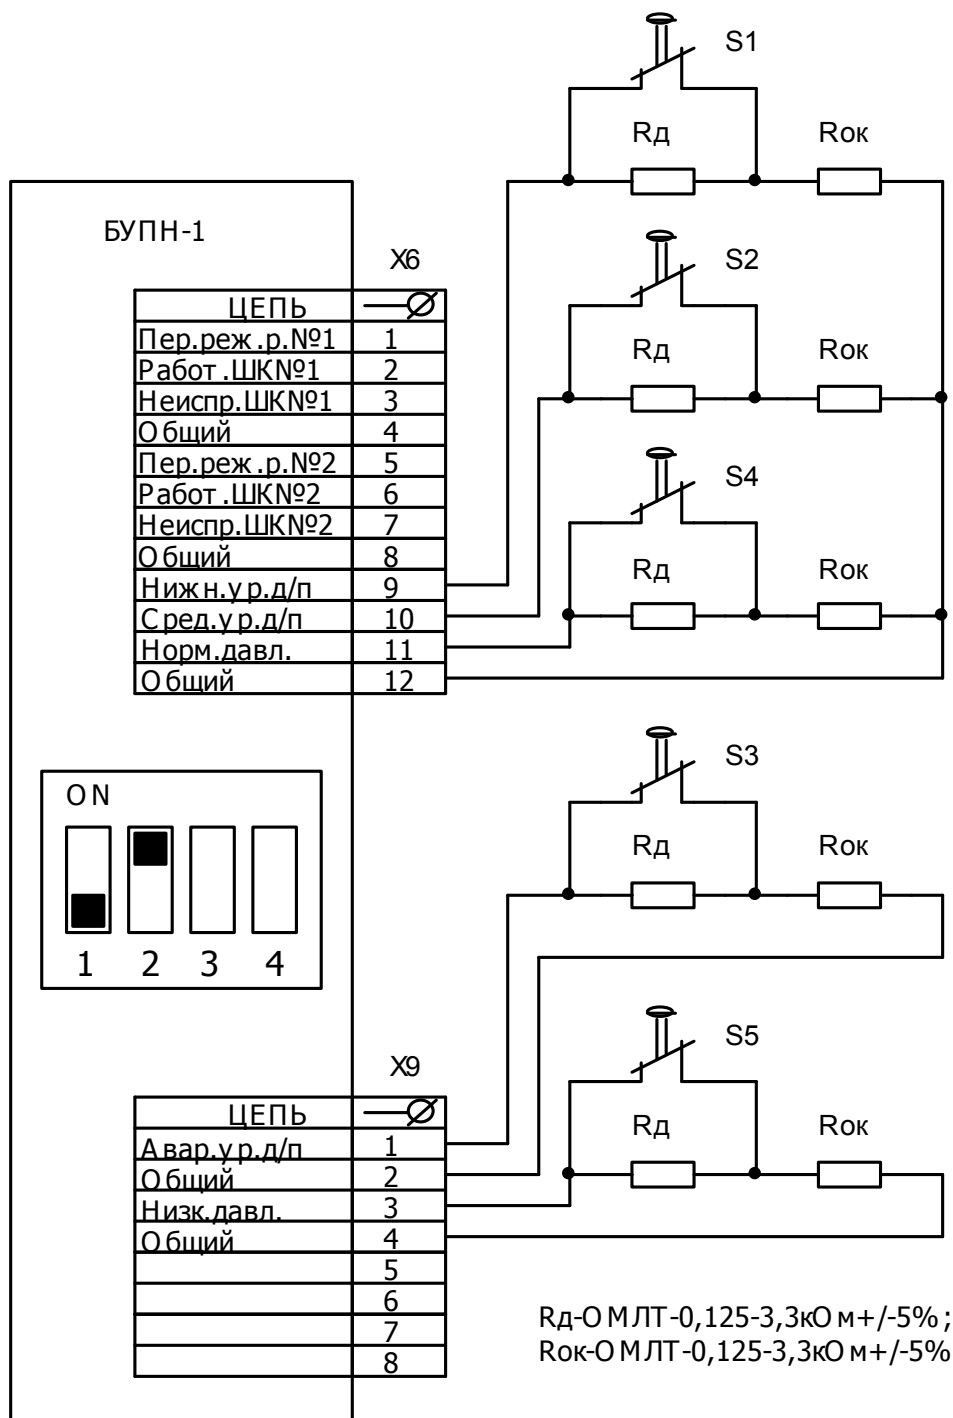 S1
Rд Rок
БУПН-1
X6
S2
ЦЕПЬ
Пер.реж.р.№1 1
Работ.ШК№1 2
Неиспр.ШК№1 3
Общий 4
Пер.реж.р.№2 5
Работ.ШК№2 6
Неиспр.ШК№2 7
Общий 8
Нижн.ур.д/п 9
Сред.ур.д/п 10
Норм.давл. 11
Общий 12
Rд Rок
S4
Rд Rок
S3
Rд Rок
ON
1 2 3 4
S5
Rд Rок
X9
ЦЕПЬ
Авар.ур.д/п 1
Общий 2
Низк.давл. 3
Общий 4
5
6
7
8
Rд-ОМЛТ-0,125-3,3кОм+/-5%;
Rок-ОМЛТ-0,125-3,3кОм+/-5%